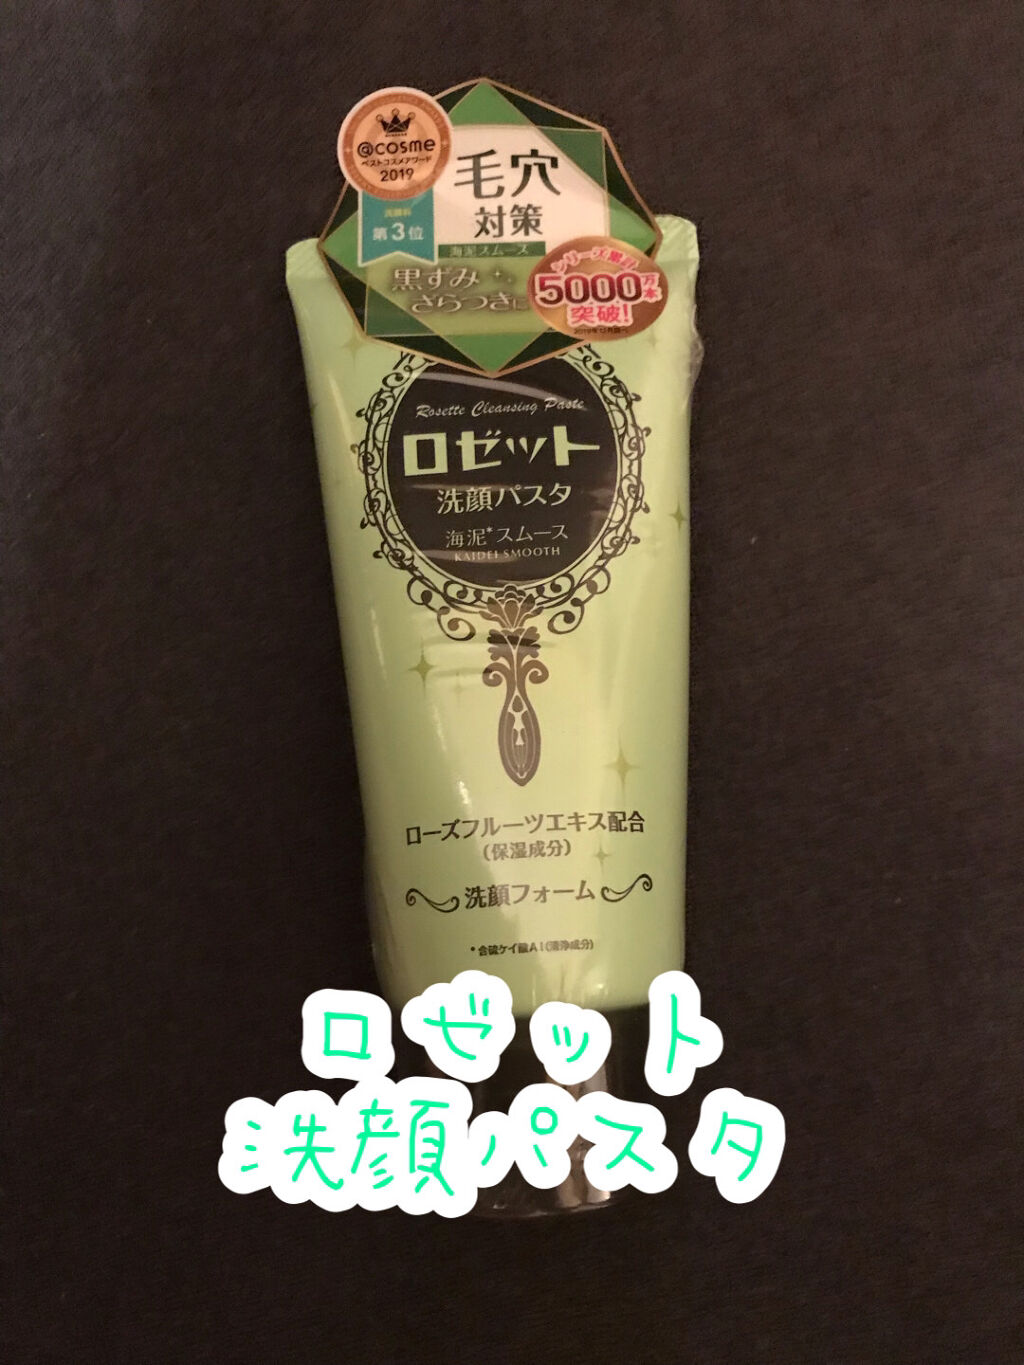 @cosme
ベストコスメアワード
2019
洗顔料
第3位
毛穴
対策
海泥スムース
黒ずみ
ざらつきに
シリーズ累計
5000万本
突破!
Rosette Cleansing Paste
ロゼット
洗顔パスタ
海泥*スムース
KAIDEI SMOOTH
ローズフルーツエキス配合
(保湿成分)
洗顔フォーム
*含硫ケイ酸Al(清浄成分)
ロゼット
洗顔パスタ